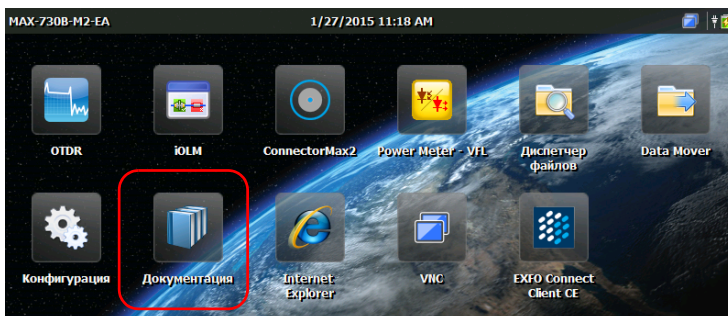 MAX-730B-M2-EA 1/27/2015 11:18 AM
OTDR iOLM ConnectorMax2 Power Meter - VFL Диспетчер файлов Data Mover
Конфигурация Документация Internet Explorer VNC EXFO Connect Client CE